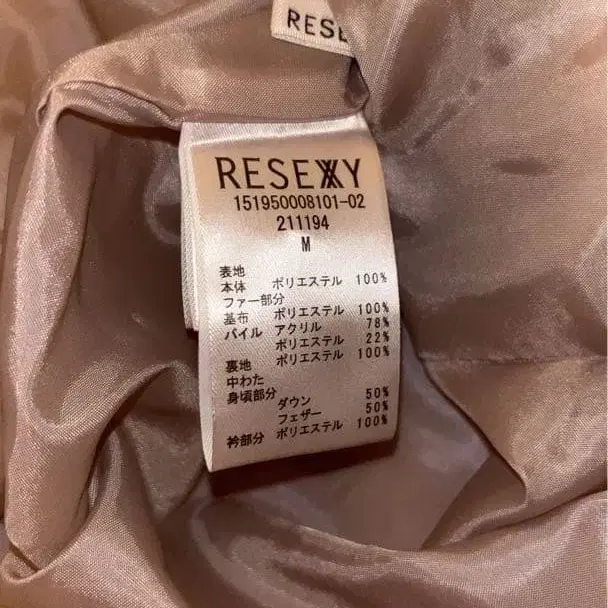 RESE
RESEXXY
151950008101-02
211194
M
表地
本体 ポリエステル 100%
ファー部分
基布 ポリエステル 100%
パイル アクリル 78%
ポリエステル 22%
裏地 ポリエステル 100%
中わた
身頃部分
ダウン 50%
フェザー 50%
衿部分 ポリエステル 100%